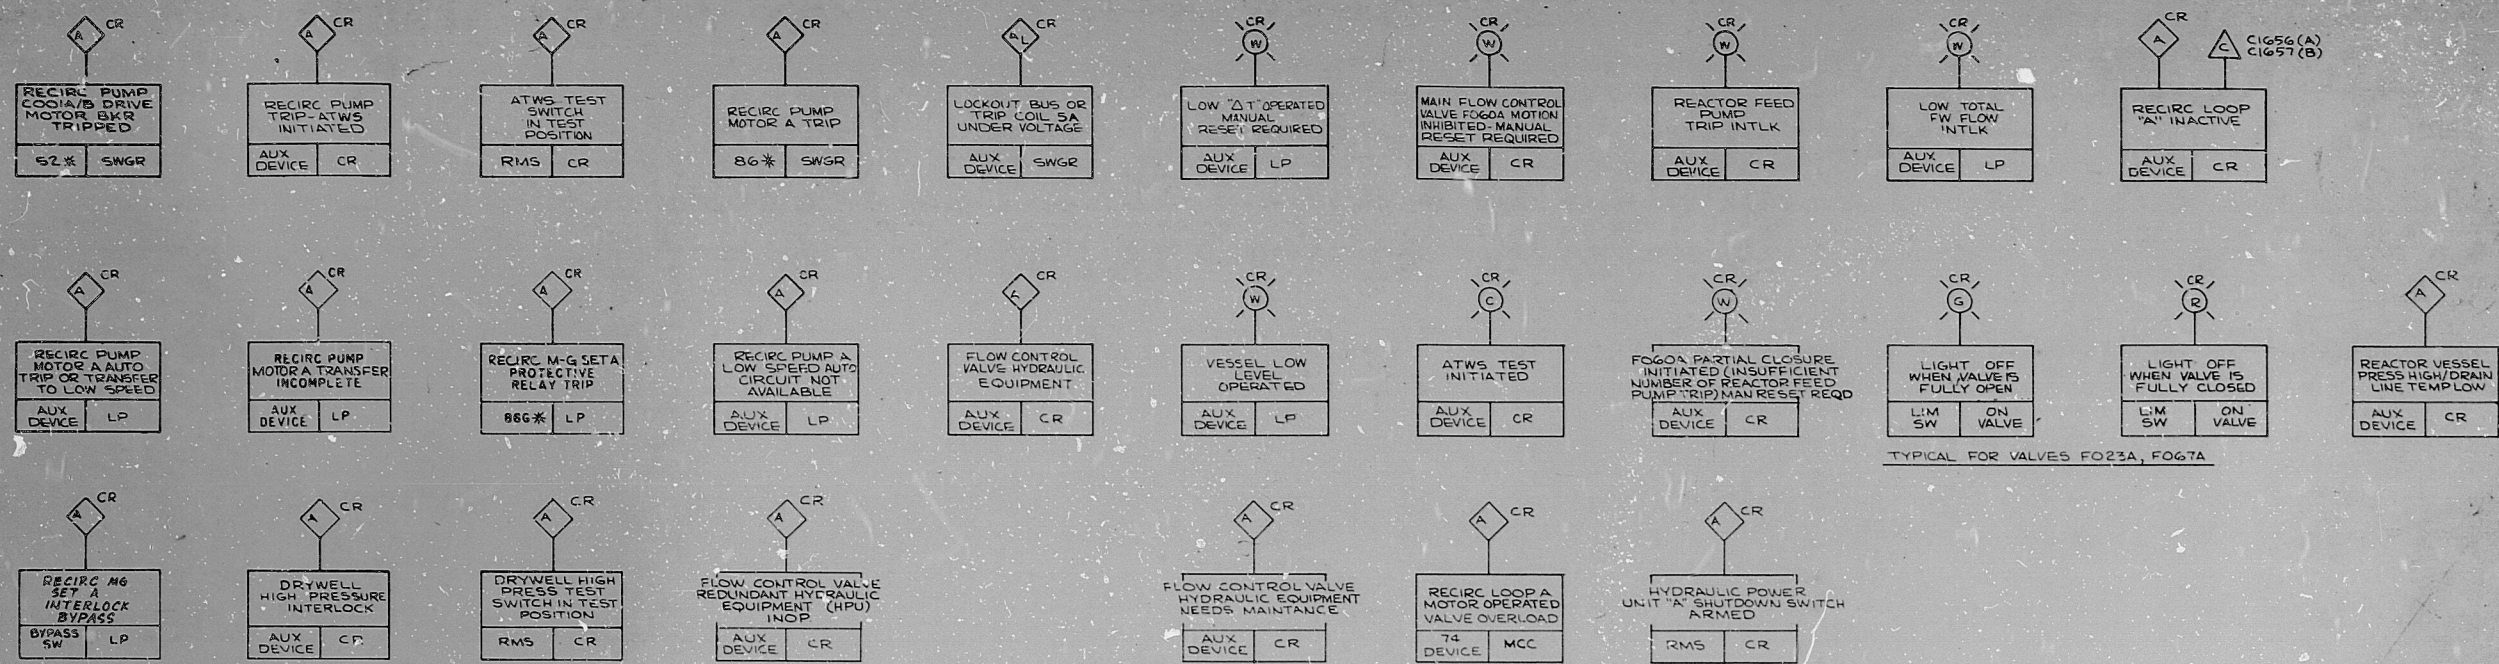 A CR
RECIRC PUMP
COO1A/B DRIVE
MOTOR BKR
TRIPPED
52* SWGR
A CR
RECIRC PUMP
TRIP-ATWS
INITIATED
AUX
DEVICE CR
A CR
ATWS TEST
SWITCH
IN TEST
POSITION
RMS CR
A CR
RECIRC PUMP
MOTOR A TRIP
86* SWGR
AL CR
LOCKOUT BUS OR
TRIP COIL 5A
UNDER VOLTAGE
AUX
DEVICE SWGR
CR
W
LOW "ΔT" OPERATED
MANUAL
RESET REQUIRED
AUX
DEVICE LP
CR
W
MAIN FLOW CONTROL
VALVE FO60A MOTION
INHIBITED-MANUAL
RESET REQUIRED
AUX
DEVICE CR
CR
W
REACTOR FEED
PUMP
TRIP INTLK
AUX
DEVICE CR
CR
W
LOW TOTAL
FW FLOW
INTLK
AUX
DEVICE LP
CR
A C C1656(A)
C1657(B)
RECIRC LOOP
"A" INACTIVE
AUX
DEVICE CR
A CR
RECIRC PUMP
MOTOR A AUTO
TRIP OR TRANSFER
TO LOW SPEED
AUX
DEVICE LP
A CR
RECIRC PUMP
MOTOR A TRANSFER
INCOMPLETE
AUX
DEVICE LP
A CR
RECIRC M-G SET A
PROTECTIVE
RELAY TRIP
86G* LP
A CR
RECIRC PUMP A
LOW SPEED AUTO
CIRCUIT NOT
AVAILABLE
AUX
DEVICE LP
CR
FLOW CONTROL
VALVE HYDRAULIC
EQUIPMENT
AUX
DEVICE CR
CR
W
VESSEL LOW
LEVEL
OPERATED
AUX
DEVICE LP
CR
C
ATWS TEST
INITIATED
AUX
DEVICE CR
CR
W
FO60A PARTIAL CLOSURE
INITIATED (INSUFFICIENT
NUMBER OF REACTOR FEED
PUMP TRIP) MAN RESET REQD
AUX
DEVICE CR
CR
G
LIGHT OFF
WHEN VALVE IS
FULLY OPEN
LIM
SW ON
VALVE
CR
R
LIGHT OFF
WHEN VALVE IS
FULLY CLOSED
LIM
SW ON
VALVE
TYPICAL FOR VALVES FO23A, FO67A
A CR
REACTOR VESSEL
PRESS HIGH/DRAIN
LINE TEMP LOW
AUX
DEVICE CR
A CR
RECIRC MG
SET A
INTERLOCK
BYPASS
BYPASS
SW LP
A CR
DRYWELL
HIGH PRESSURE
INTERLOCK
AUX
DEVICE CR
A CR
DRYWELL HIGH
PRESS TEST
SWITCH IN TEST
POSITION
RMS CR
A CR
FLOW CONTROL VALVE
REDUNDANT HYDRAULIC
EQUIPMENT (HPU)
INOP
AUX
DEVICE CR
A CR
FLOW CONTROL VALVE
HYDRAULIC EQUIPMENT
NEEDS MAINTANCE
AUX
DEVICE CR
A CR
RECIRC LOOP A
MOTOR OPERATED
VALVE OVERLOAD
74
DEVICE MCC
A CR
HYDRAULIC POWER
UNIT "A" SHUTDOWN SWITCH
ARMED
RMS CR